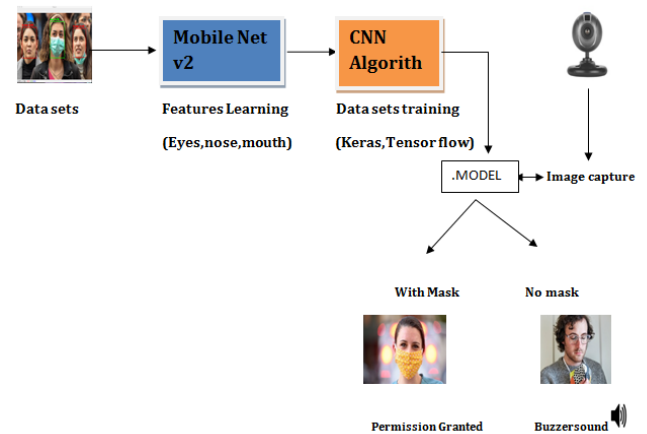 Mobile Net
v2
CNN
Algorith
Data sets
Features Learning
Data sets training
(Eyes,nose,mouth)
(Keras,Tensor flow)
.MODEL
Image capture
With Mask
No mask
Permission Granted
Buzzersound